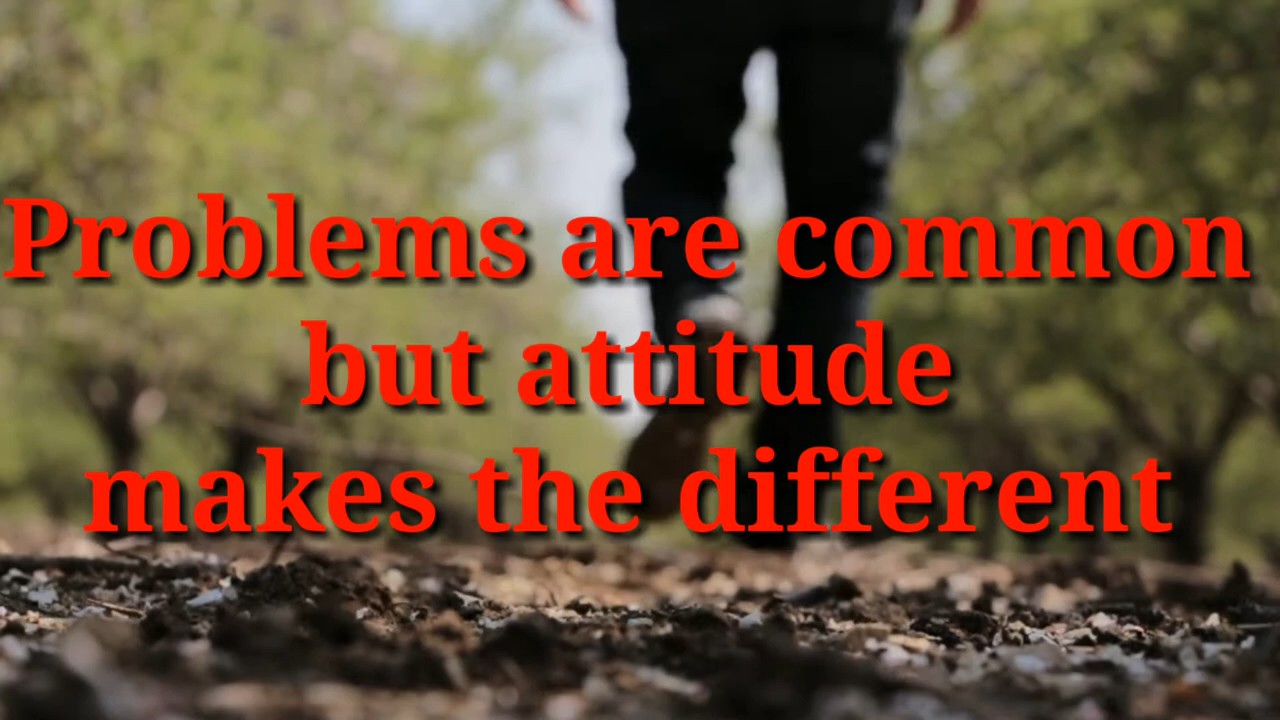 Problems are common
but attitude
makes the different